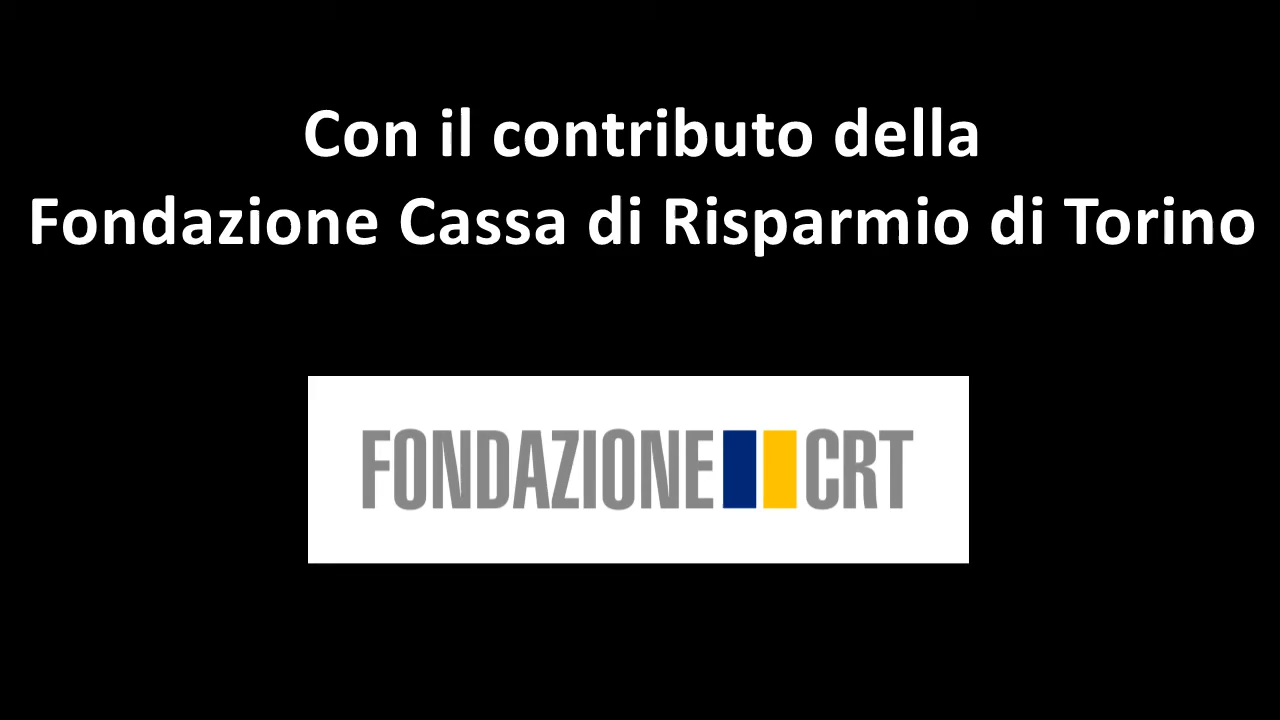 Con il contributo della
Fondazione Cassa di Risparmio di Torino
FONDAZIONE CRT